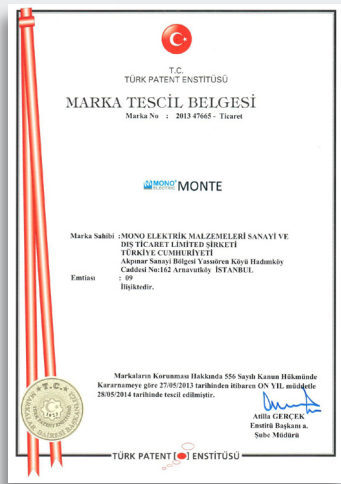 T.C.
TÜRK PATENT ENSTİTÜSÜ
MARKA TESCİL BELGESİ
Marka No : 2013 47665 - Ticaret
MONO ELECTRIC MONTE
Marka Sahibi :MONO ELEKTRİK MALZEMELERİ SANAYİ VE
DIŞ TİCARET LİMİTED ŞİRKETİ
TÜRKİYE CUMHURİYETİ
Akpınar Sanayi Bölgesi Yassıören Köyü Hadımköy
Caddesi No:162 Arnavutköy İSTANBUL
Emtiası : 09
İlişiktedir.
Markaların Korunması Hakkında 556 Sayılı Kanun Hükmünde
Kararnameye göre 27/05/2013 tarihinden itibaren ON YIL müddetle
28/05/2014 tarihinde tescil edilmiştir.
Atilla GERÇEK
Enstitü Başkanı a.
Şube Müdürü
T.C.
TÜRK PATENT ENSTİTÜSÜ